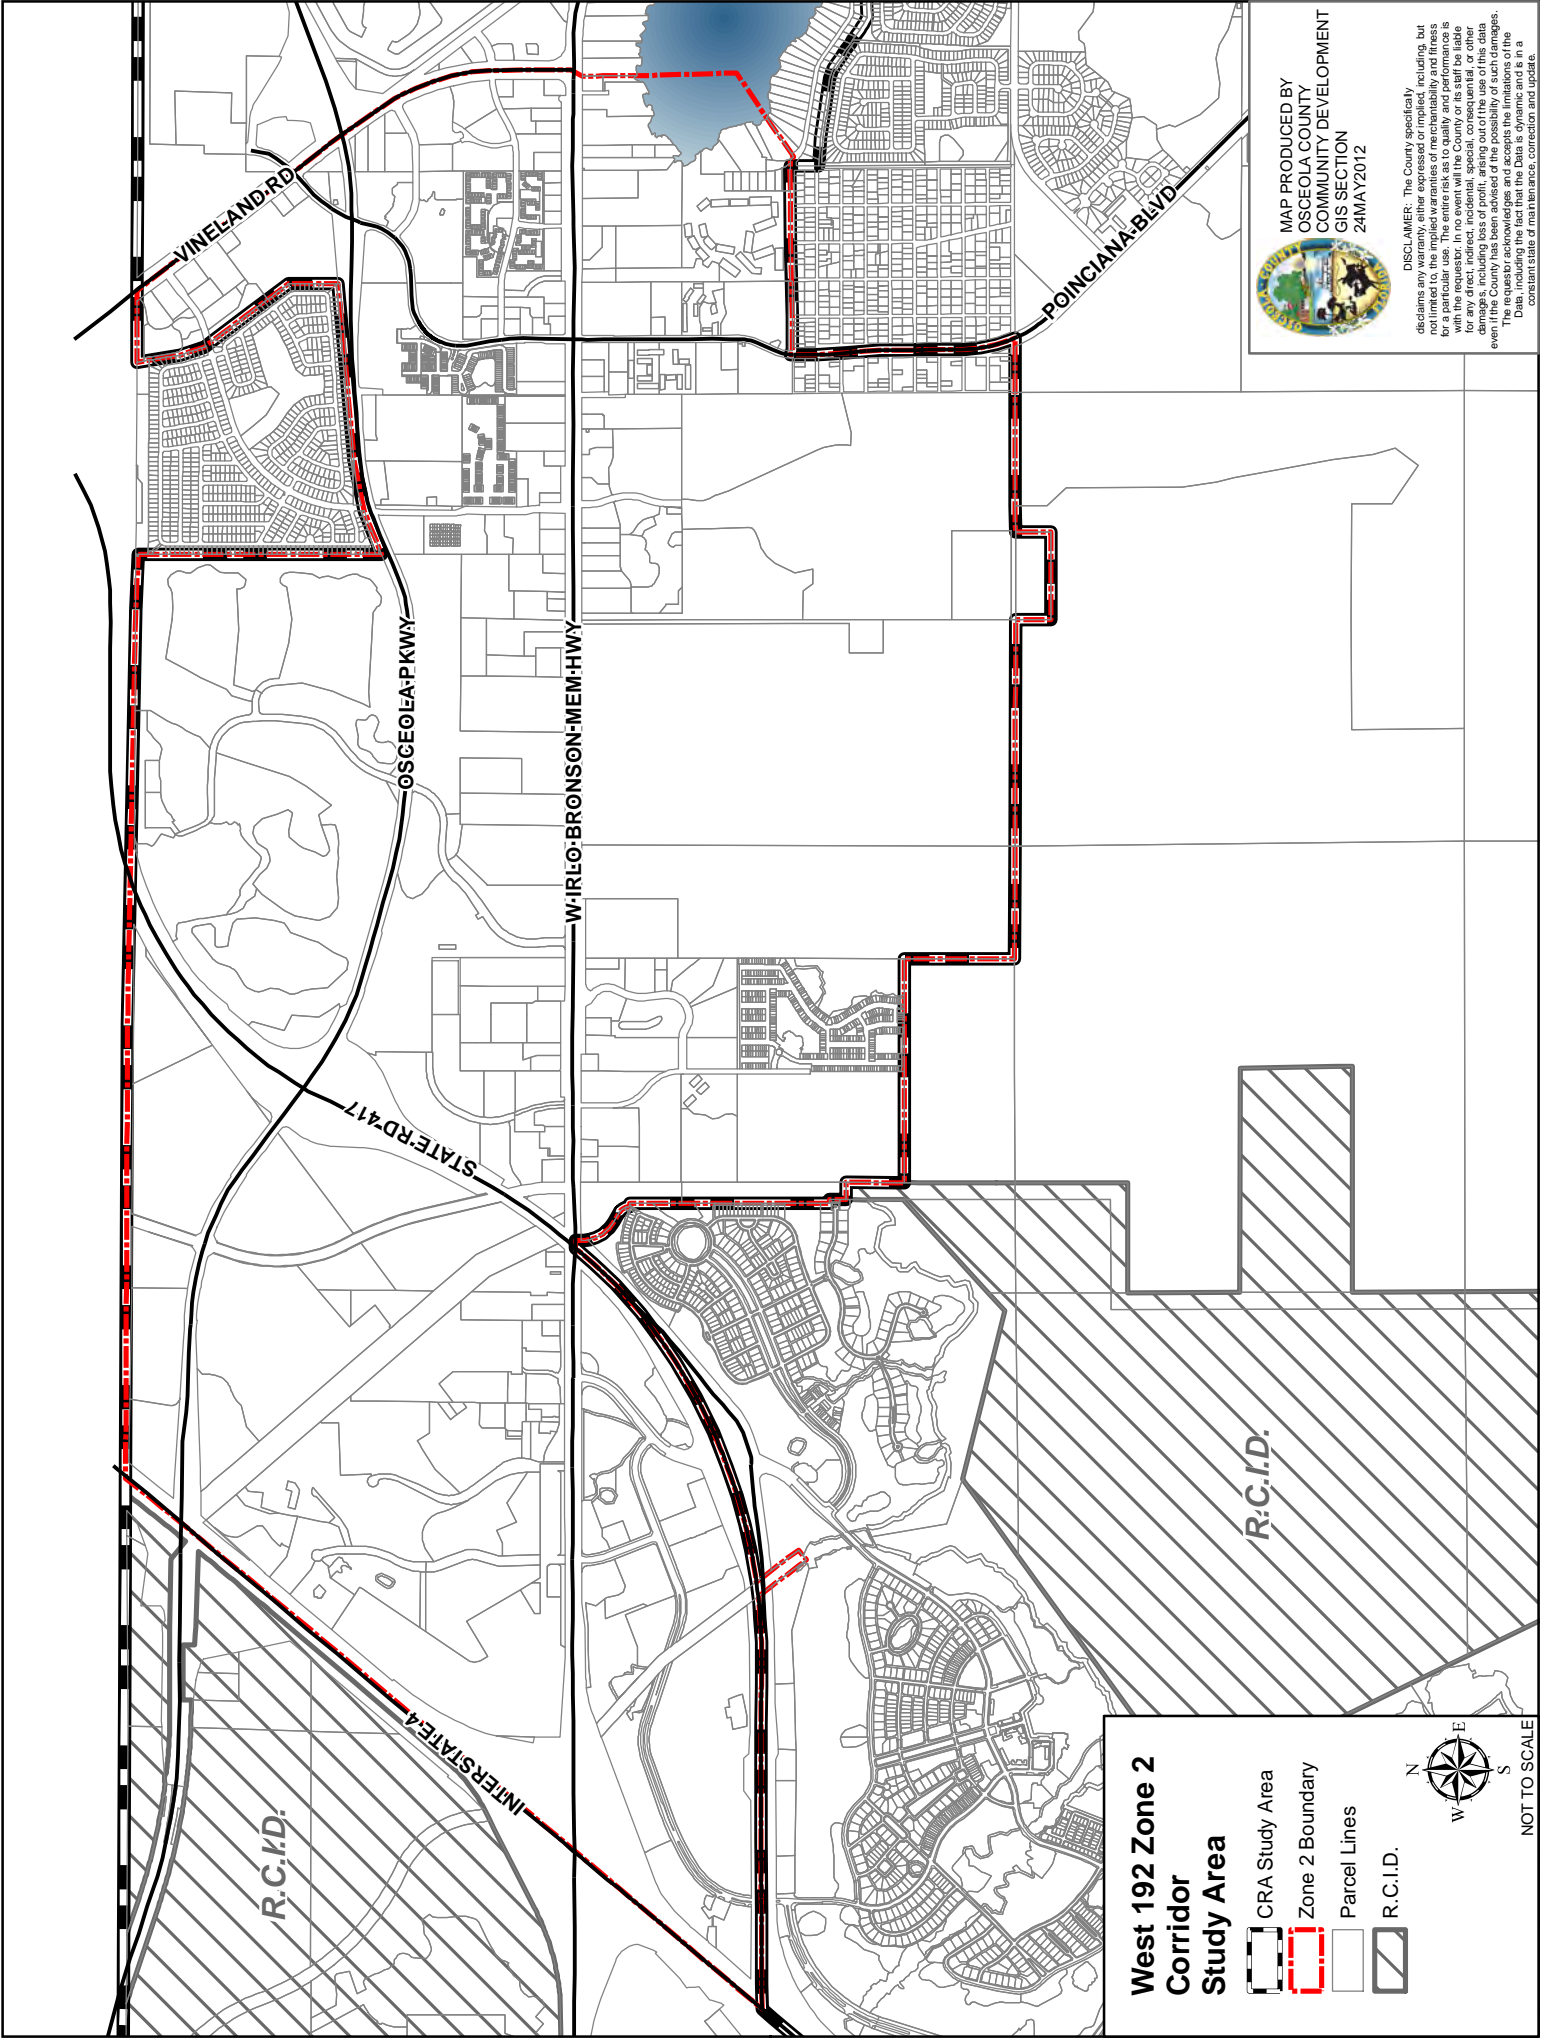 West 192 Zone 2
Corridor
Study Area
CRA Study Area
Zone 2 Boundary
Parcel Lines
R.C.I.D.
N
W
E
S
NOT TO SCALE
R.C.I.D.
R.C.I.D.
INTERSTATE 4
STATE RD 417
OSCEOLA PKWY
W IRLO BRONSON MEM HWY
VINELAND RD
POINCIANA BLVD
MAP PRODUCED BY
OSCEOLA COUNTY
COMMUNITY DEVELOPMENT
GIS SECTION
24MAY2012
DISCLAIMER: The County specifically
disclaims any warranty, either expressed or implied, including, but
not limited to, the implied warranties of merchantability and fitness
for a particular use. The entire risk as to quality and performance is
with the requestor. In no event will the County or its staff be liable
for any direct, indirect, incidental, special, consequential, or other
damages, including loss of profit, arising out of the use of this data
even if the County has been advised of the possibility of such damages.
The requestor acknowledges and accepts the limitations of the
Data, including the fact that the Data is dynamic and is in a
constant state of maintenance, correction and update.